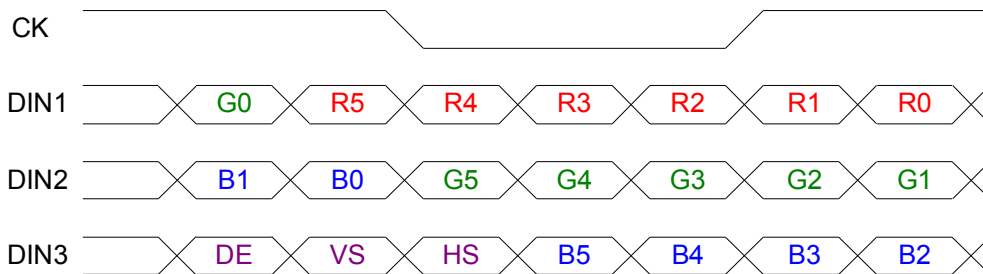 CK
DIN1 G0 R5 R4 R3 R2 R1 R0
DIN2 B1 B0 G5 G4 G3 G2 G1
DIN3 DE VS HS B5 B4 B3 B2